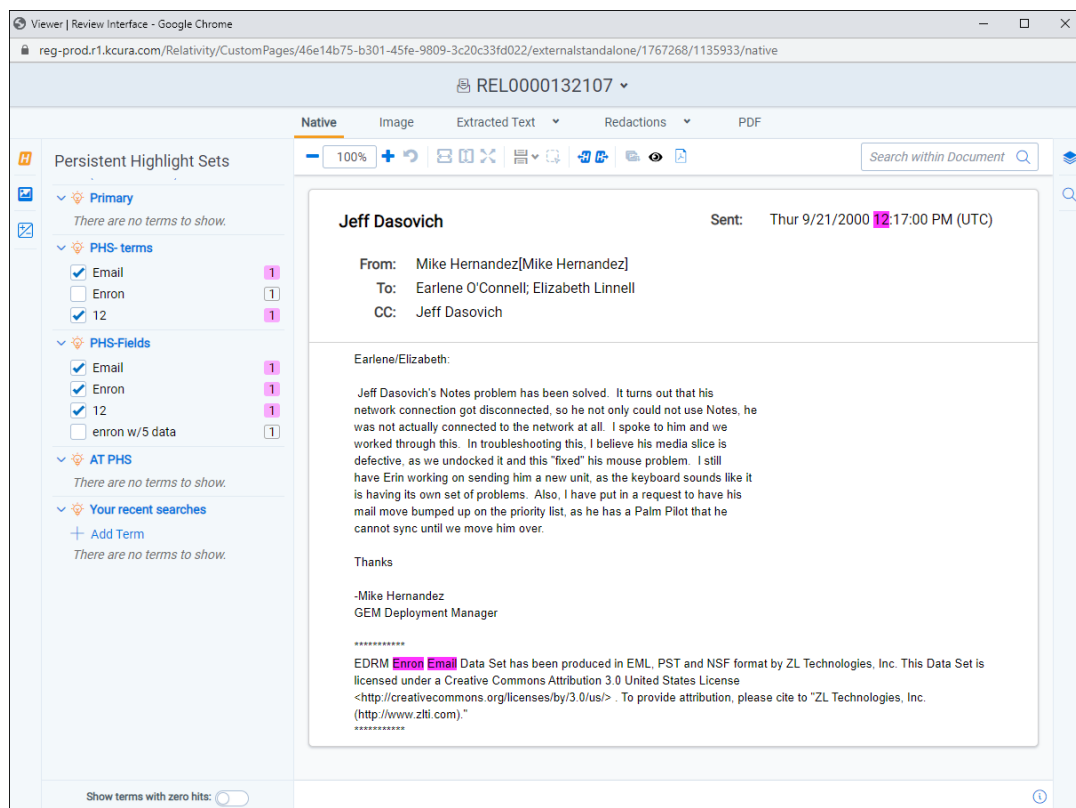 Viewer | Review Interface - Google Chrome
reg-prod.r1.kcura.com/Relativity/CustomPages/46e14b75-b301-45fe-9809-3c20c33fd022/externalstandalone/1767268/1135933/native
REL0000132107
Native Image Extracted Text Redactions PDF
Persistent Highlight Sets
100%
Search within Document
Primary
There are no terms to show.
PHS- terms
Email 1
Enron 1
12 1
PHS-Fields
Email 1
Enron 1
12 1
enron w/5 data 1
AT PHS
There are no terms to show.
Your recent searches
Add Term
There are no terms to show.
Show terms with zero hits:
Jeff Dasovich Sent: Thur 9/21/2000 12:17:00 PM (UTC)
From: Mike Hernandez[Mike Hernandez]
To: Earlene O'Connell; Elizabeth Linnell
CC: Jeff Dasovich
Earlene/Elizabeth:
Jeff Dasovich's Notes problem has been solved. It turns out that his
network connection got disconnected, so he not only could not use Notes, he
was not actually connected to the network at all. I spoke to him and we
worked through this. In troubleshooting this, I believe his media slice is
defective, as we undocked it and this "fixed" his mouse problem. I still
have Erin working on sending him a new unit, as the keyboard sounds like it
is having its own set of problems. Also, I have put in a request to have his
mail move bumped up on the priority list, as he has a Palm Pilot that he
cannot sync until we move him over.
Thanks
-Mike Hernandez
GEM Deployment Manager
***********
EDRM Enron Email Data Set has been produced in EML, PST and NSF format by ZL Technologies, Inc. This Data Set is
licensed under a Creative Commons Attribution 3.0 United States License
<http://creativecommons.org/licenses/by/3.0/us/> . To provide attribution, please cite to "ZL Technologies, Inc.
(http://www.zlti.com)."
***********